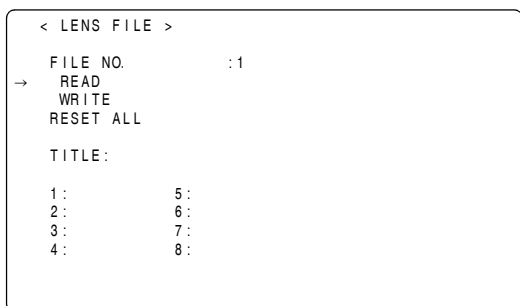 < LENS FILE >
FILE NO. :1
→ READ
WRITE
RESET ALL
TITLE:
1: 5:
2: 6:
3: 7:
4: 8: